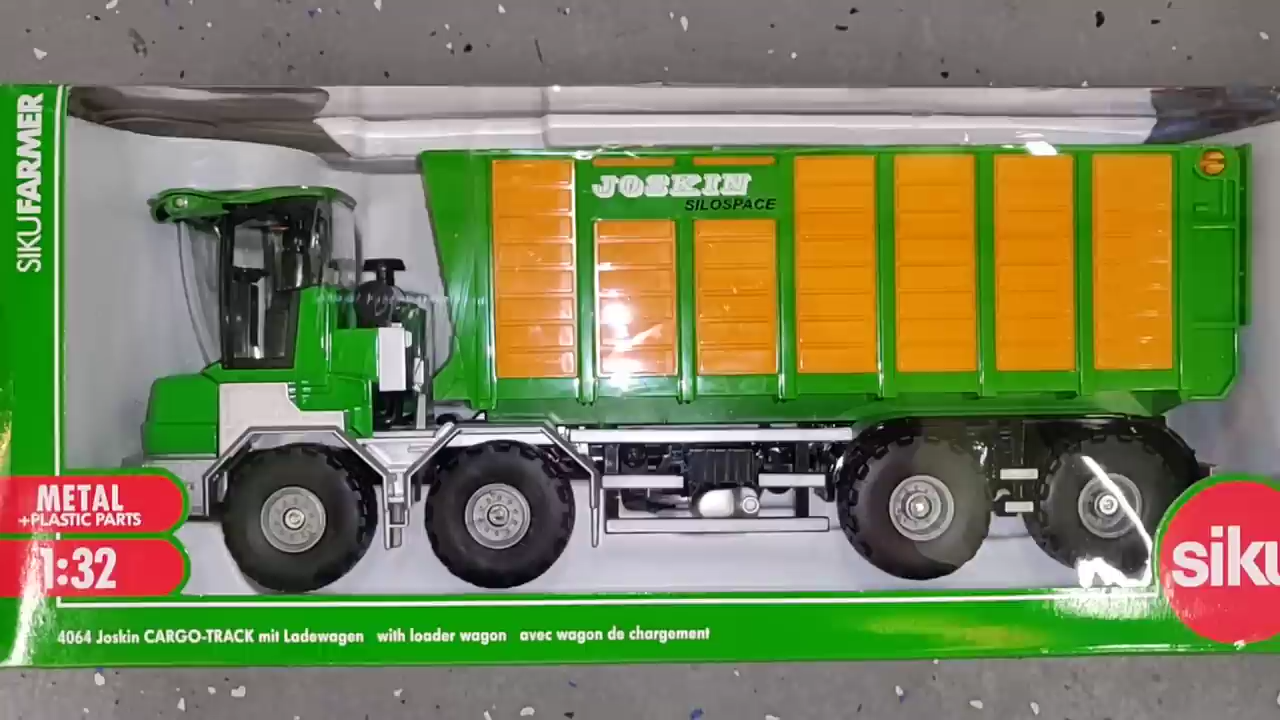 SIKUFARMER
JOSKIN
SILOSPACE
METAL
+PLASTIC PARTS
1:32
siku
4064 Joskin CARGO-TRACK mit Ladewagen with loader wagon avec wagon de chargement